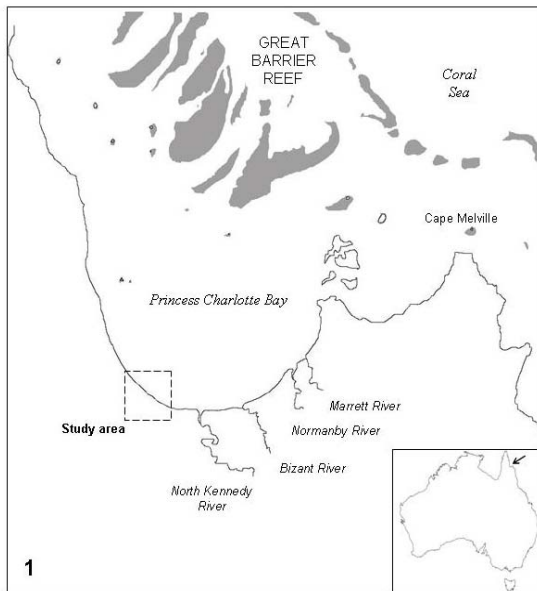 GREAT
BARRIER
REEF
Coral
Sea
Cape Melville
Princess Charlotte Bay
Study area
Marrett River
Normanby River
Bizant River
North Kennedy
River
1